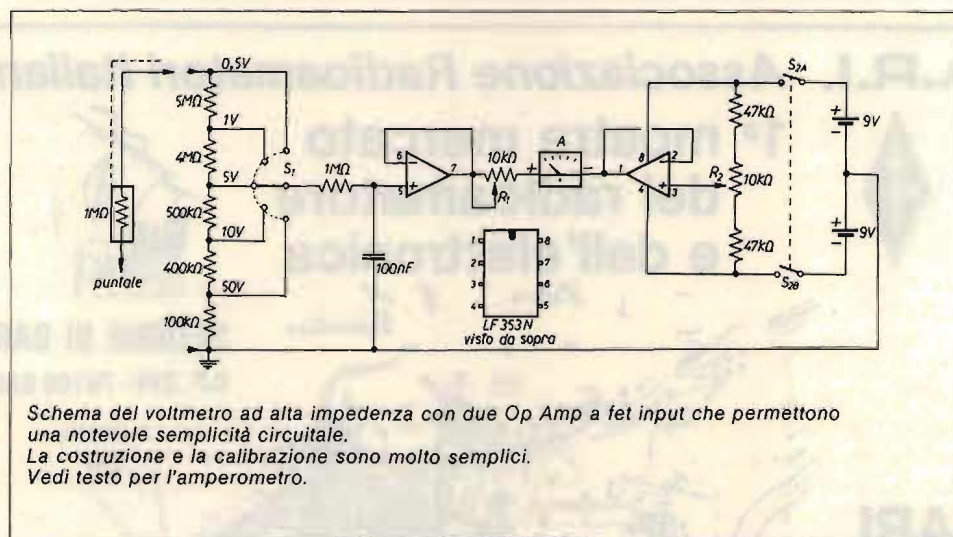 A.R.I. Associazione Radioamatori Italiani
1ª mostra mercato
del radioamatore
e dell'elettronica
0,5V
5MΩ
1V
4MΩ
5V
S₁
500kΩ
10V
400kΩ
50V
100kΩ
1MΩ
puntale
1MΩ
100nF
6
5
7
10kΩ
R₁
A
+ −
1
8
4
2
3
R₂
47kΩ
10kΩ
47kΩ
S2A
S2B
+
−
9V
+
−
9V
1 8
2 7
3 6
4 5
LF 353 N
visto da sopra
Schema del voltmetro ad alta impedenza con due Op Amp a fet input che permettono
una notevole semplicità circuitale.
La costruzione e la calibrazione sono molto semplici.
Vedi testo per l'amperometro.